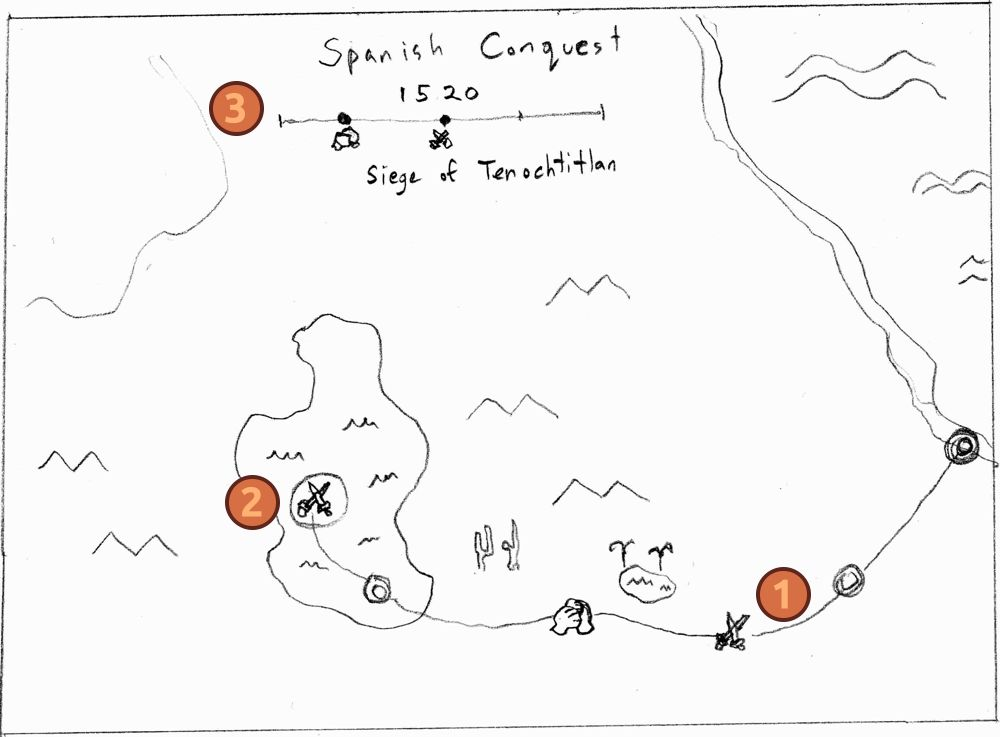 Spanish Conquest
1520
3
Siege of Tenochtitlan
2
1